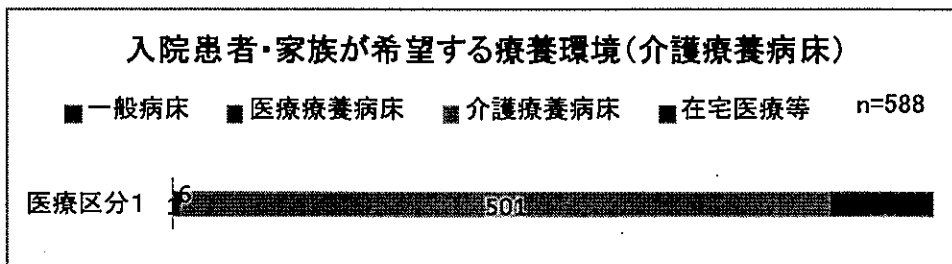 入院患者・家族が希望する療養環境(介護療養病床)
■一般病床 ■医療療養病床 ■介護療養病床 ■在宅医療等 n=588
医療区分1 6 501